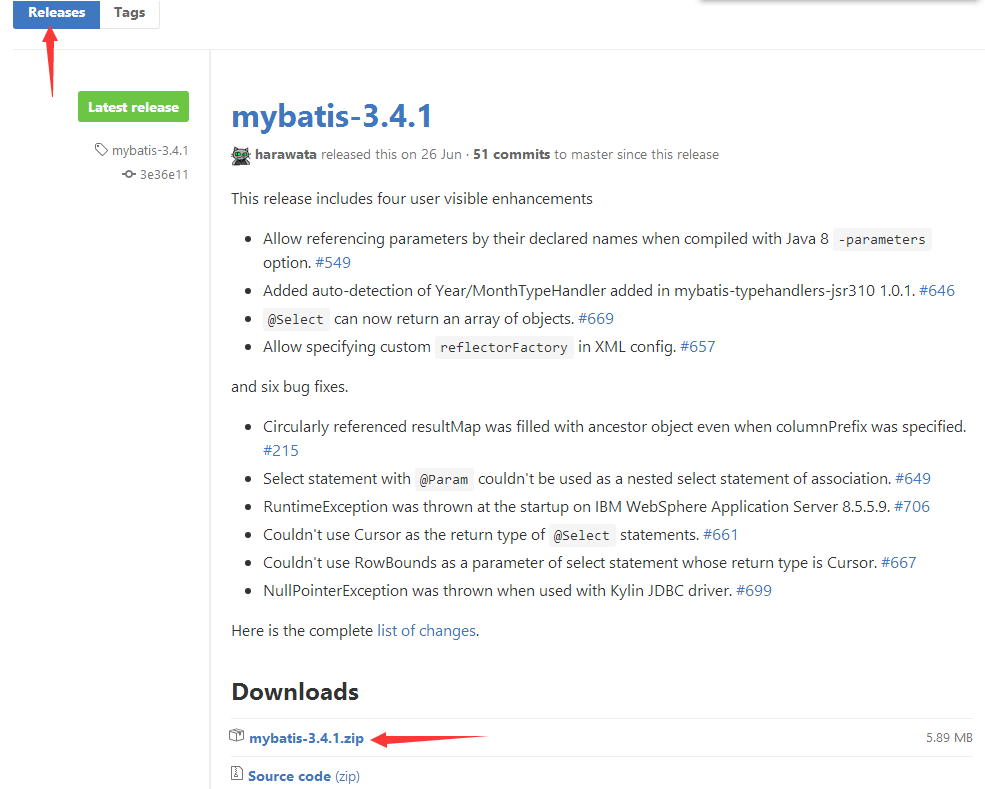 Releases Tags
Latest release
mybatis-3.4.1
3e36e11
mybatis-3.4.1
harawata released this on 26 Jun · 51 commits to master since this release
This release includes four user visible enhancements
• Allow referencing parameters by their declared names when compiled with Java 8 -parameters
option. #549
• Added auto-detection of Year/MonthTypeHandler added in mybatis-typehandlers-jsr310 1.0.1. #646
• @Select can now return an array of objects. #669
• Allow specifying custom reflectorFactory in XML config. #657
and six bug fixes.
• Circularly referenced resultMap was filled with ancestor object even when columnPrefix was specified.
#215
• Select statement with @Param couldn't be used as a nested select statement of association. #649
• RuntimeException was thrown at the startup on IBM WebSphere Application Server 8.5.5.9. #706
• Couldn't use Cursor as the return type of @Select statements. #661
• Couldn't use RowBounds as a parameter of select statement whose return type is Cursor. #667
• NullPointerException was thrown when used with Kylin JDBC driver. #699
Here is the complete list of changes.
Downloads
mybatis-3.4.1.zip 5.89 MB
Source code (zip)